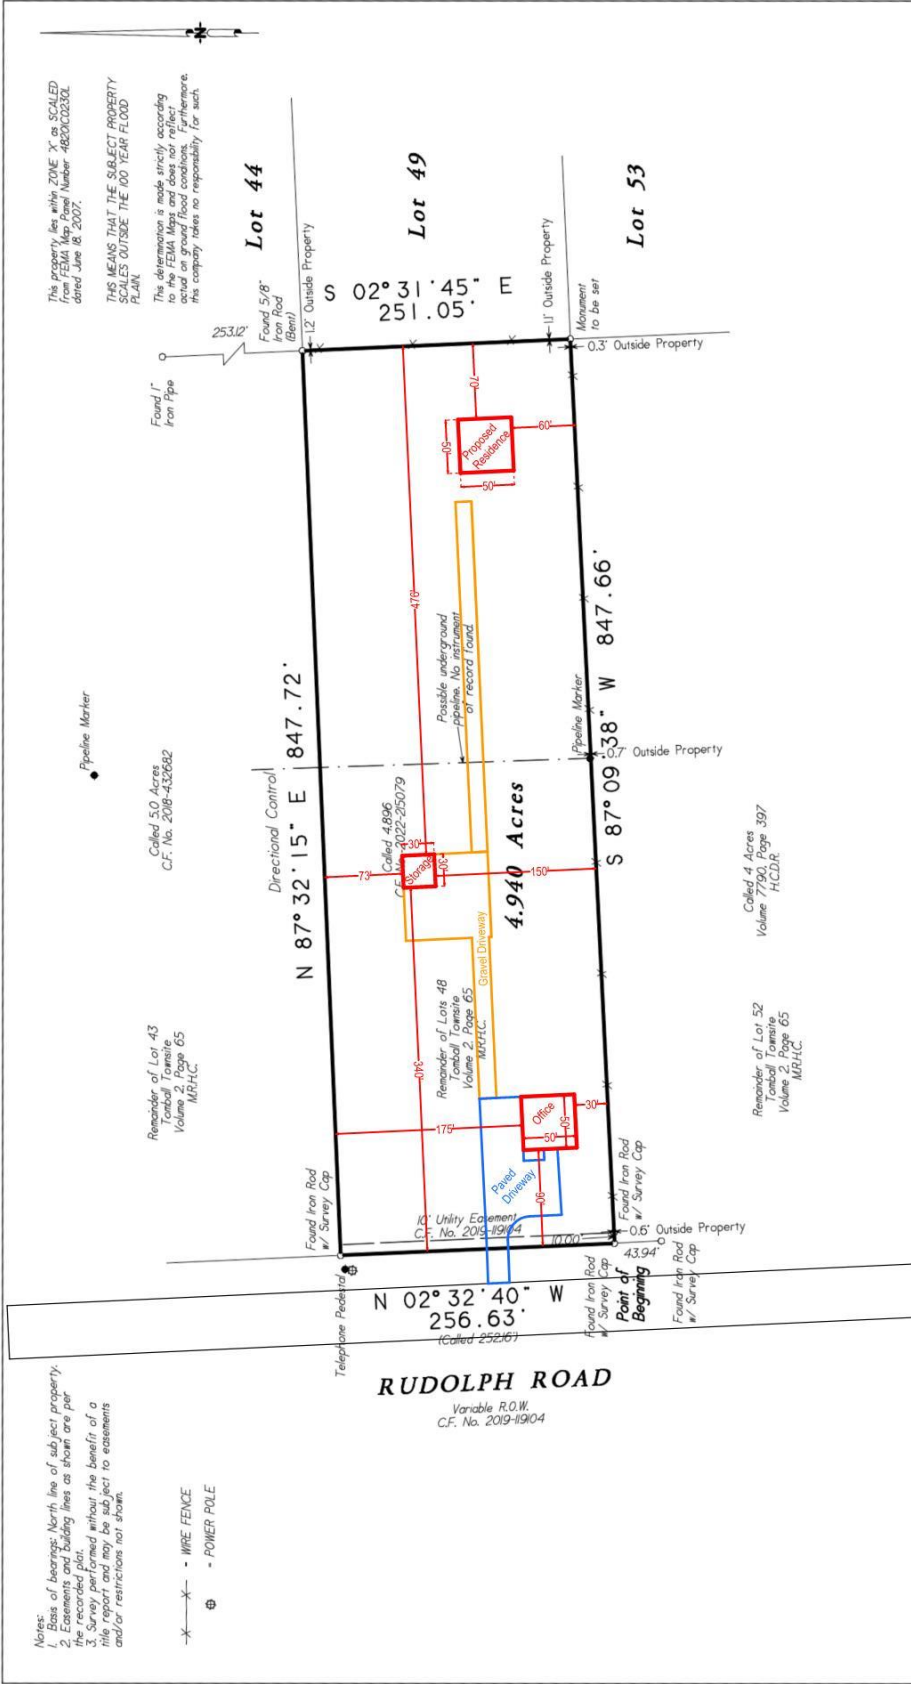 N
This property lies within ZONE "X" as SCALED
from FEMA Map Panel Number 48201C0230L
dated June 18, 2007.
THIS MEANS THAT THE SUBJECT PROPERTY
SCALES OUTSIDE THE 100 YEAR FLOOD
PLAIN.
This determination is made strictly according
to the FEMA Maps and does not reflect
actual on ground flood conditions. Furthermore,
this company takes no responsibility for such.
Lot 44
Lot 49
Lot 53
Found 1"
Iron Pipe
253.12'
Found 5/8"
Iron Rod
(Bent)
1.2' Outside Property
S 02° 31' 45" E
251.05'
1.1' Outside Property
Monument
to be set
0.3' Outside Property
70'
Proposed
Residence
50'
50'
60'
476'
Pipeline Marker
Called 5.0 Acres
C.F. No. 2018-432682
Directional Control
N 87° 32' 15" E 847.72'
Possible underground
pipeline. No instrument
of record found.
Pipeline Marker
0.7' Outside Property
S 87° 09' 38" W 847.66'
Called 4.896
C.F. No. 2022-215079
30'
Storage
30'
73'
150'
4.940 Acres
Gravel Driveway
Called 4 Acres
Volume 7790, Page 397
H.C.D.R.
Remainder of Lot 43
Tomball Townsite
Volume 2, Page 65
M.R.H.C.
Remainder of Lots 48
Tomball Townsite
Volume 2, Page 65
M.R.H.C.
Remainder of Lot 52
Tomball Townsite
Volume 2, Page 65
M.R.H.C.
340'
175'
Office
50'
50'
30'
90'
Paved
Driveway
Found Iron Rod
w/ Survey Cap
10' Utility Easement
C.F. No. 2019-119104
10.00'
Found Iron Rod
w/ Survey Cap
0.6' Outside Property
43.94'
Telephone Pedestal
N 02° 32' 40" W
256.63'
(Called 252.16')
Found Iron Rod
w/ Survey Cap
Point of
Beginning
Found Iron Rod
w/ Survey Cap
RUDOLPH ROAD
Variable R.O.W.
C.F. No. 2019-119104
Notes:
1. Basis of bearings: North line of subject property.
2. Easements and building lines as shown are per
the recorded plat.
3. Survey performed without the benefit of a
title report and may be subject to easements
and/or restrictions not shown.
X X - WIRE FENCE
= POWER POLE